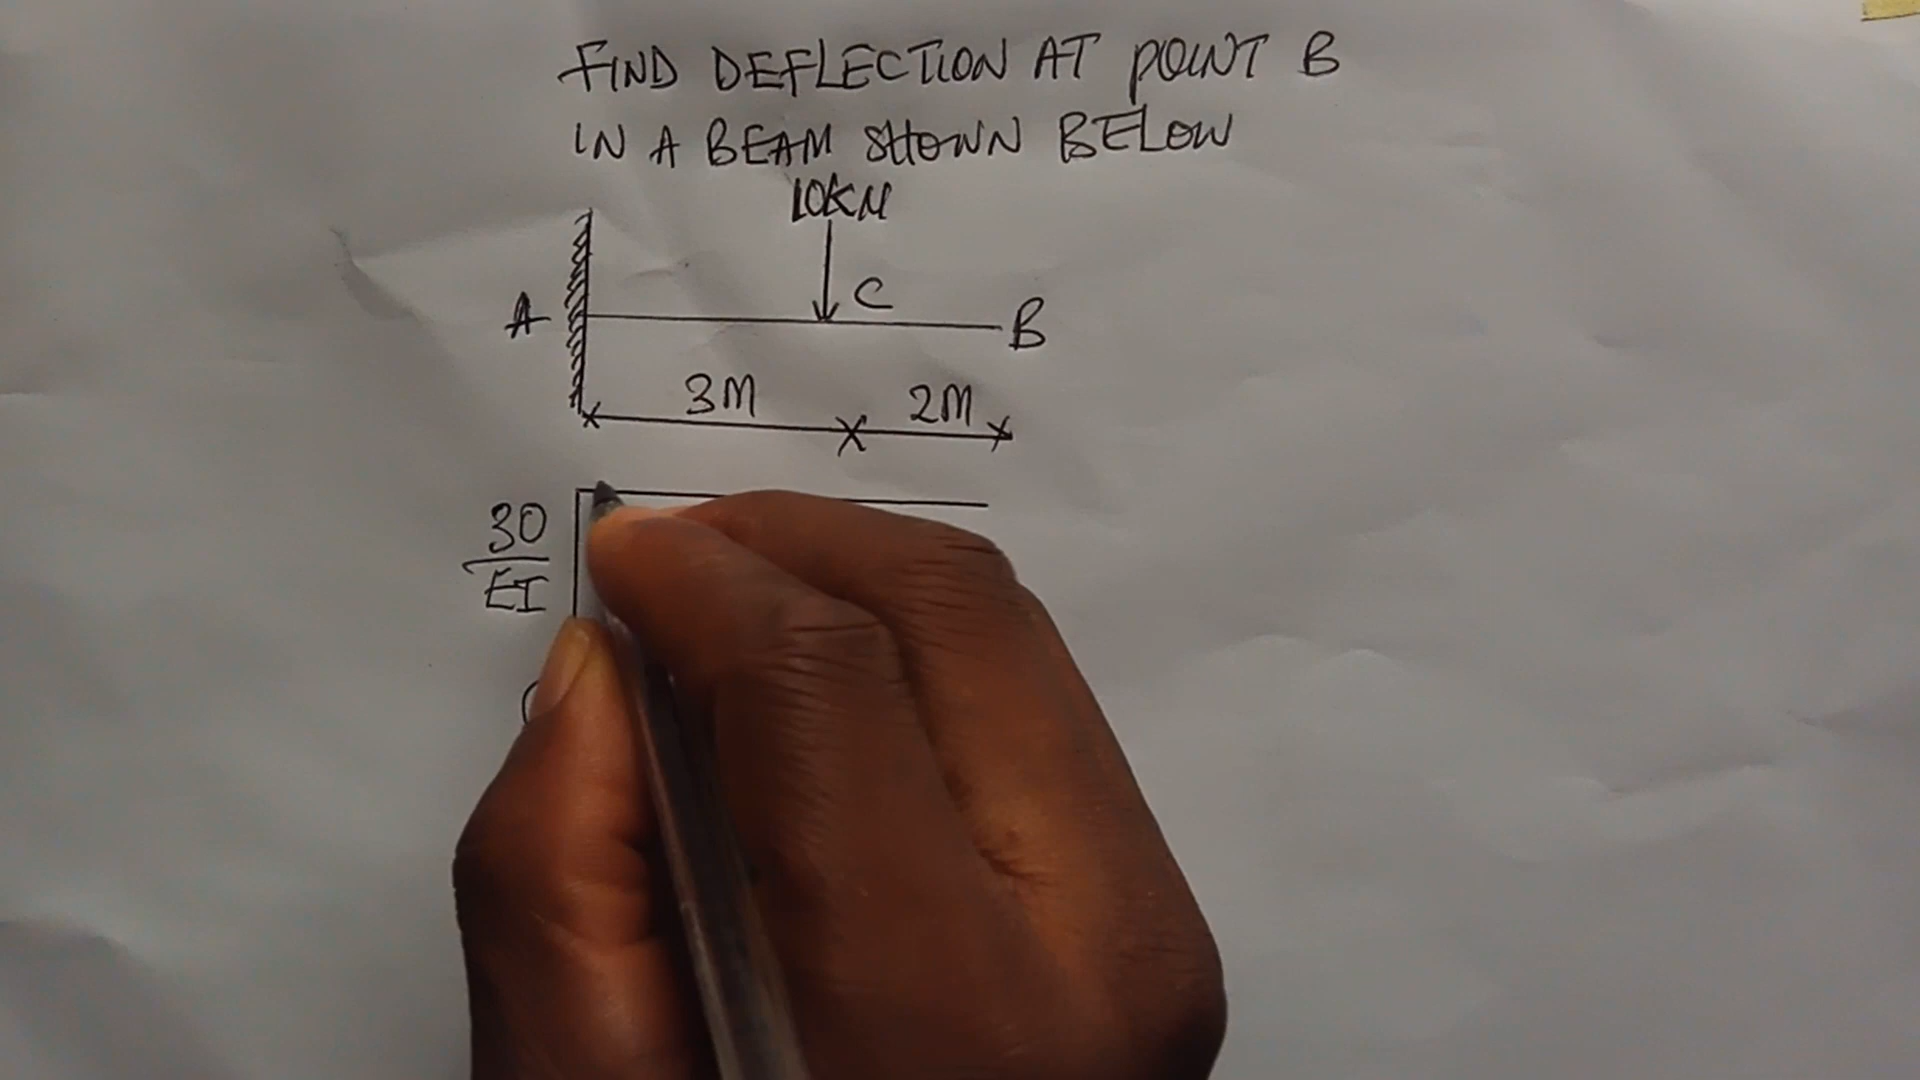 FIND DEFLECTION AT POINT B
IN A BEAM SHOWN BELOW
10KN
C
A
B
3M
2M
30
EI